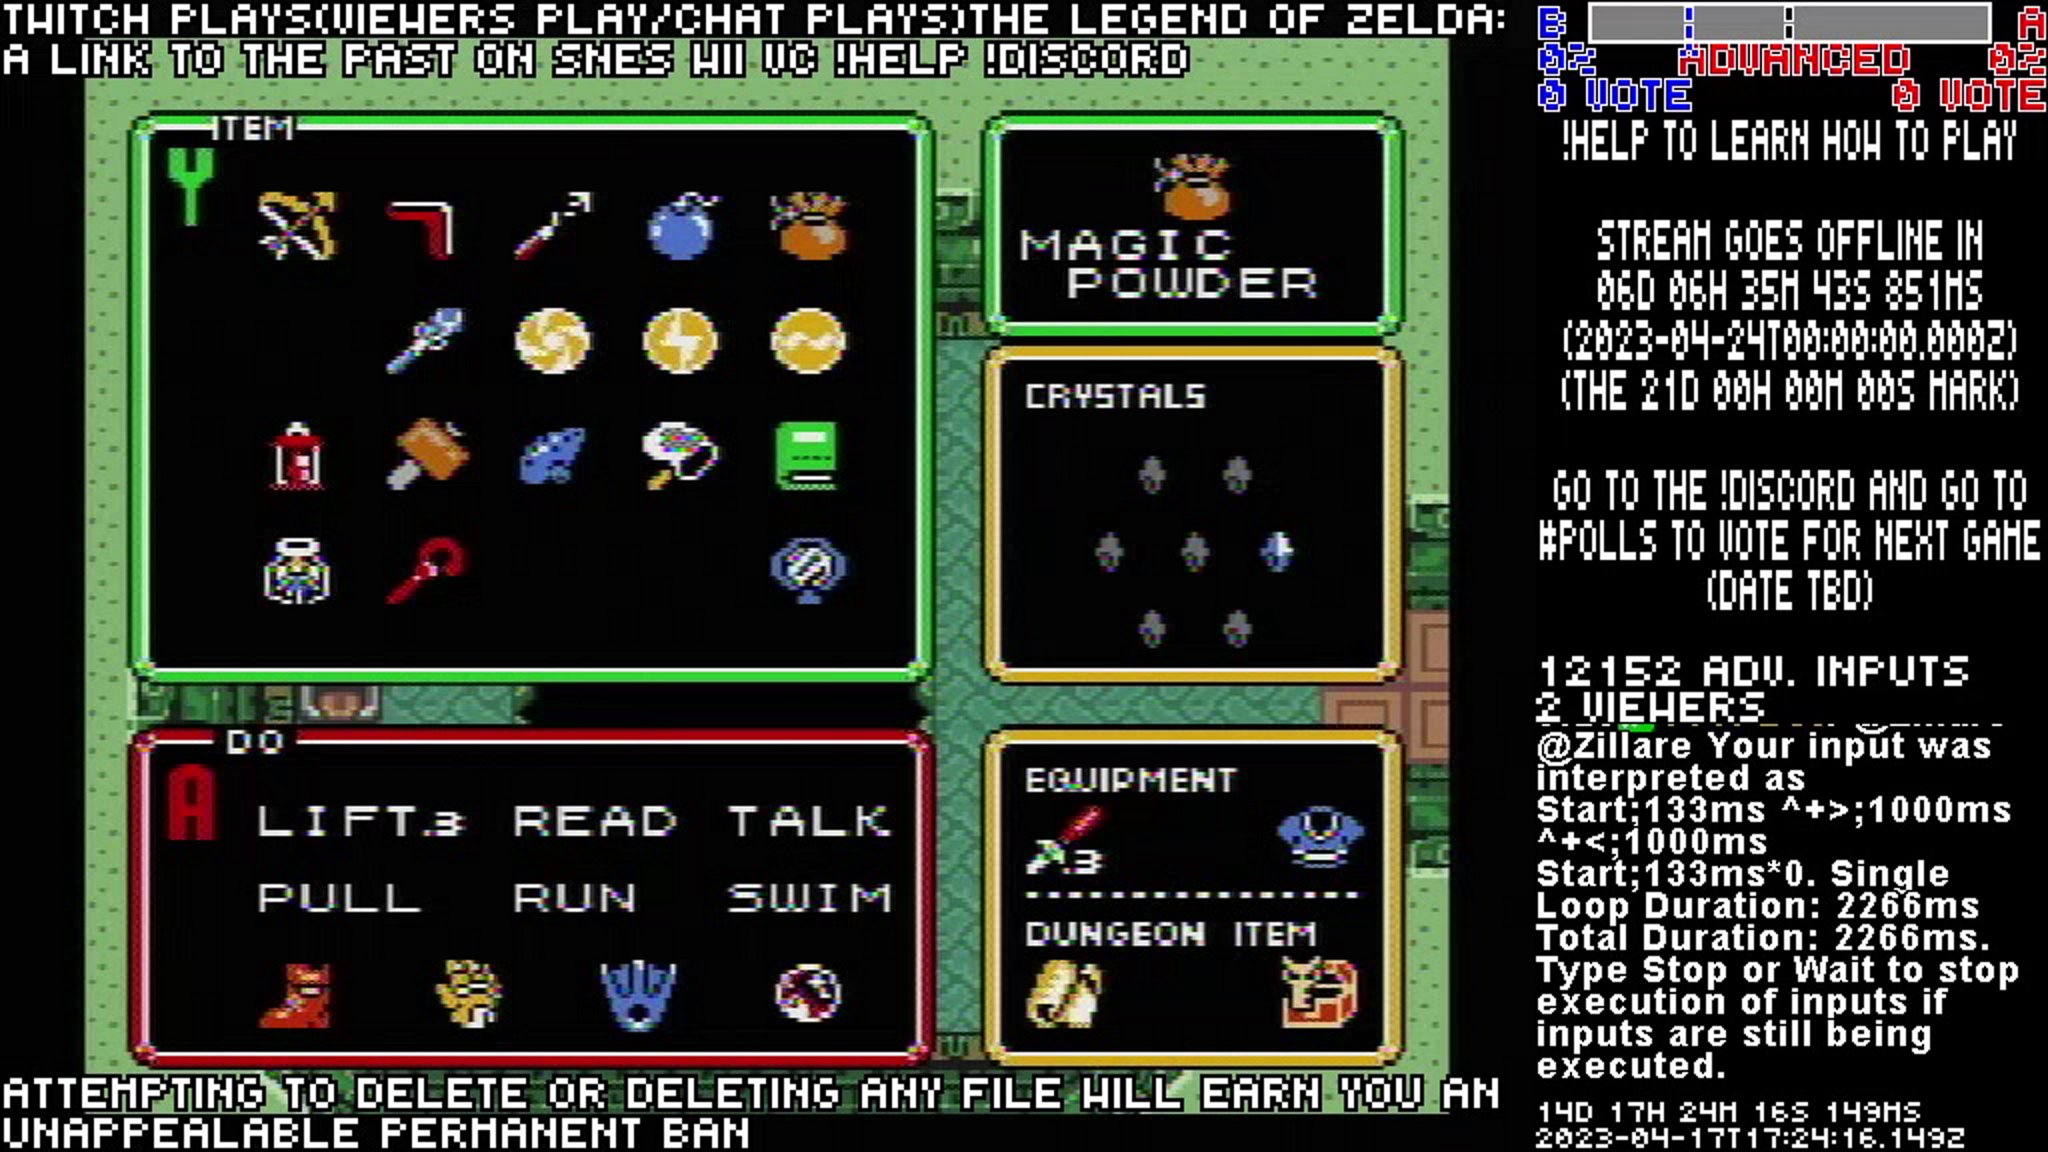 TWITCH PLAYS(VIEWERS PLAY/CHAT PLAYS)THE LEGEND OF ZELDA:
A LINK TO THE PAST ON SNES WII VC !HELP !DISCORD
ITEM
Y
MAGIC
POWDER
CRYSTALS
DO
A
LIFT.3 READ TALK
PULL RUN SWIM
EQUIPMENT
.3
DUNGEON ITEM
ATTEMPTING TO DELETE OR DELETING ANY FILE WILL EARN YOU AN
UNAPPEALABLE PERMANENT BAN
B A
0% ADVANCED 0%
0 VOTE 0 VOTE
!HELP TO LEARN HOW TO PLAY
STREAM GOES OFFLINE IN
06D 06H 35M 43S 851MS
(2023-04-24T00:00:00.000Z)
(THE 21D 00H 00M 00S MARK)
GO TO THE !DISCORD AND GO TO
#POLLS TO VOTE FOR NEXT GAME
(DATE TBD)
12152 ADV. INPUTS
2 VIEWERS
@Zillare Your input was
interpreted as
Start;133ms ^+>;1000ms
^+<;1000ms
Start;133ms*0. Single
Loop Duration: 2266ms
Total Duration: 2266ms.
Type Stop or Wait to stop
execution of inputs if
inputs are still being
executed.
14D 17H 24M 16S 149MS
2023-04-17T17:24:16.149Z